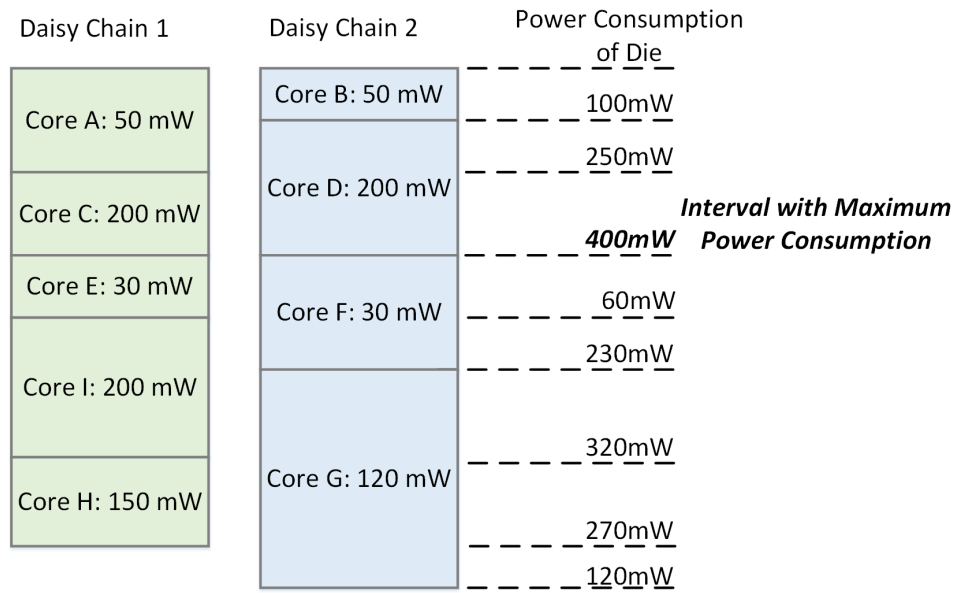 Daisy Chain 1
Daisy Chain 2
Power Consumption
of Die
Core A: 50 mW
Core C: 200 mW
Core E: 30 mW
Core I: 200 mW
Core H: 150 mW
Core B: 50 mW
Core D: 200 mW
Core F: 30 mW
Core G: 120 mW
100mW
250mW
400mW
60mW
230mW
320mW
270mW
120mW
Interval with Maximum
Power Consumption